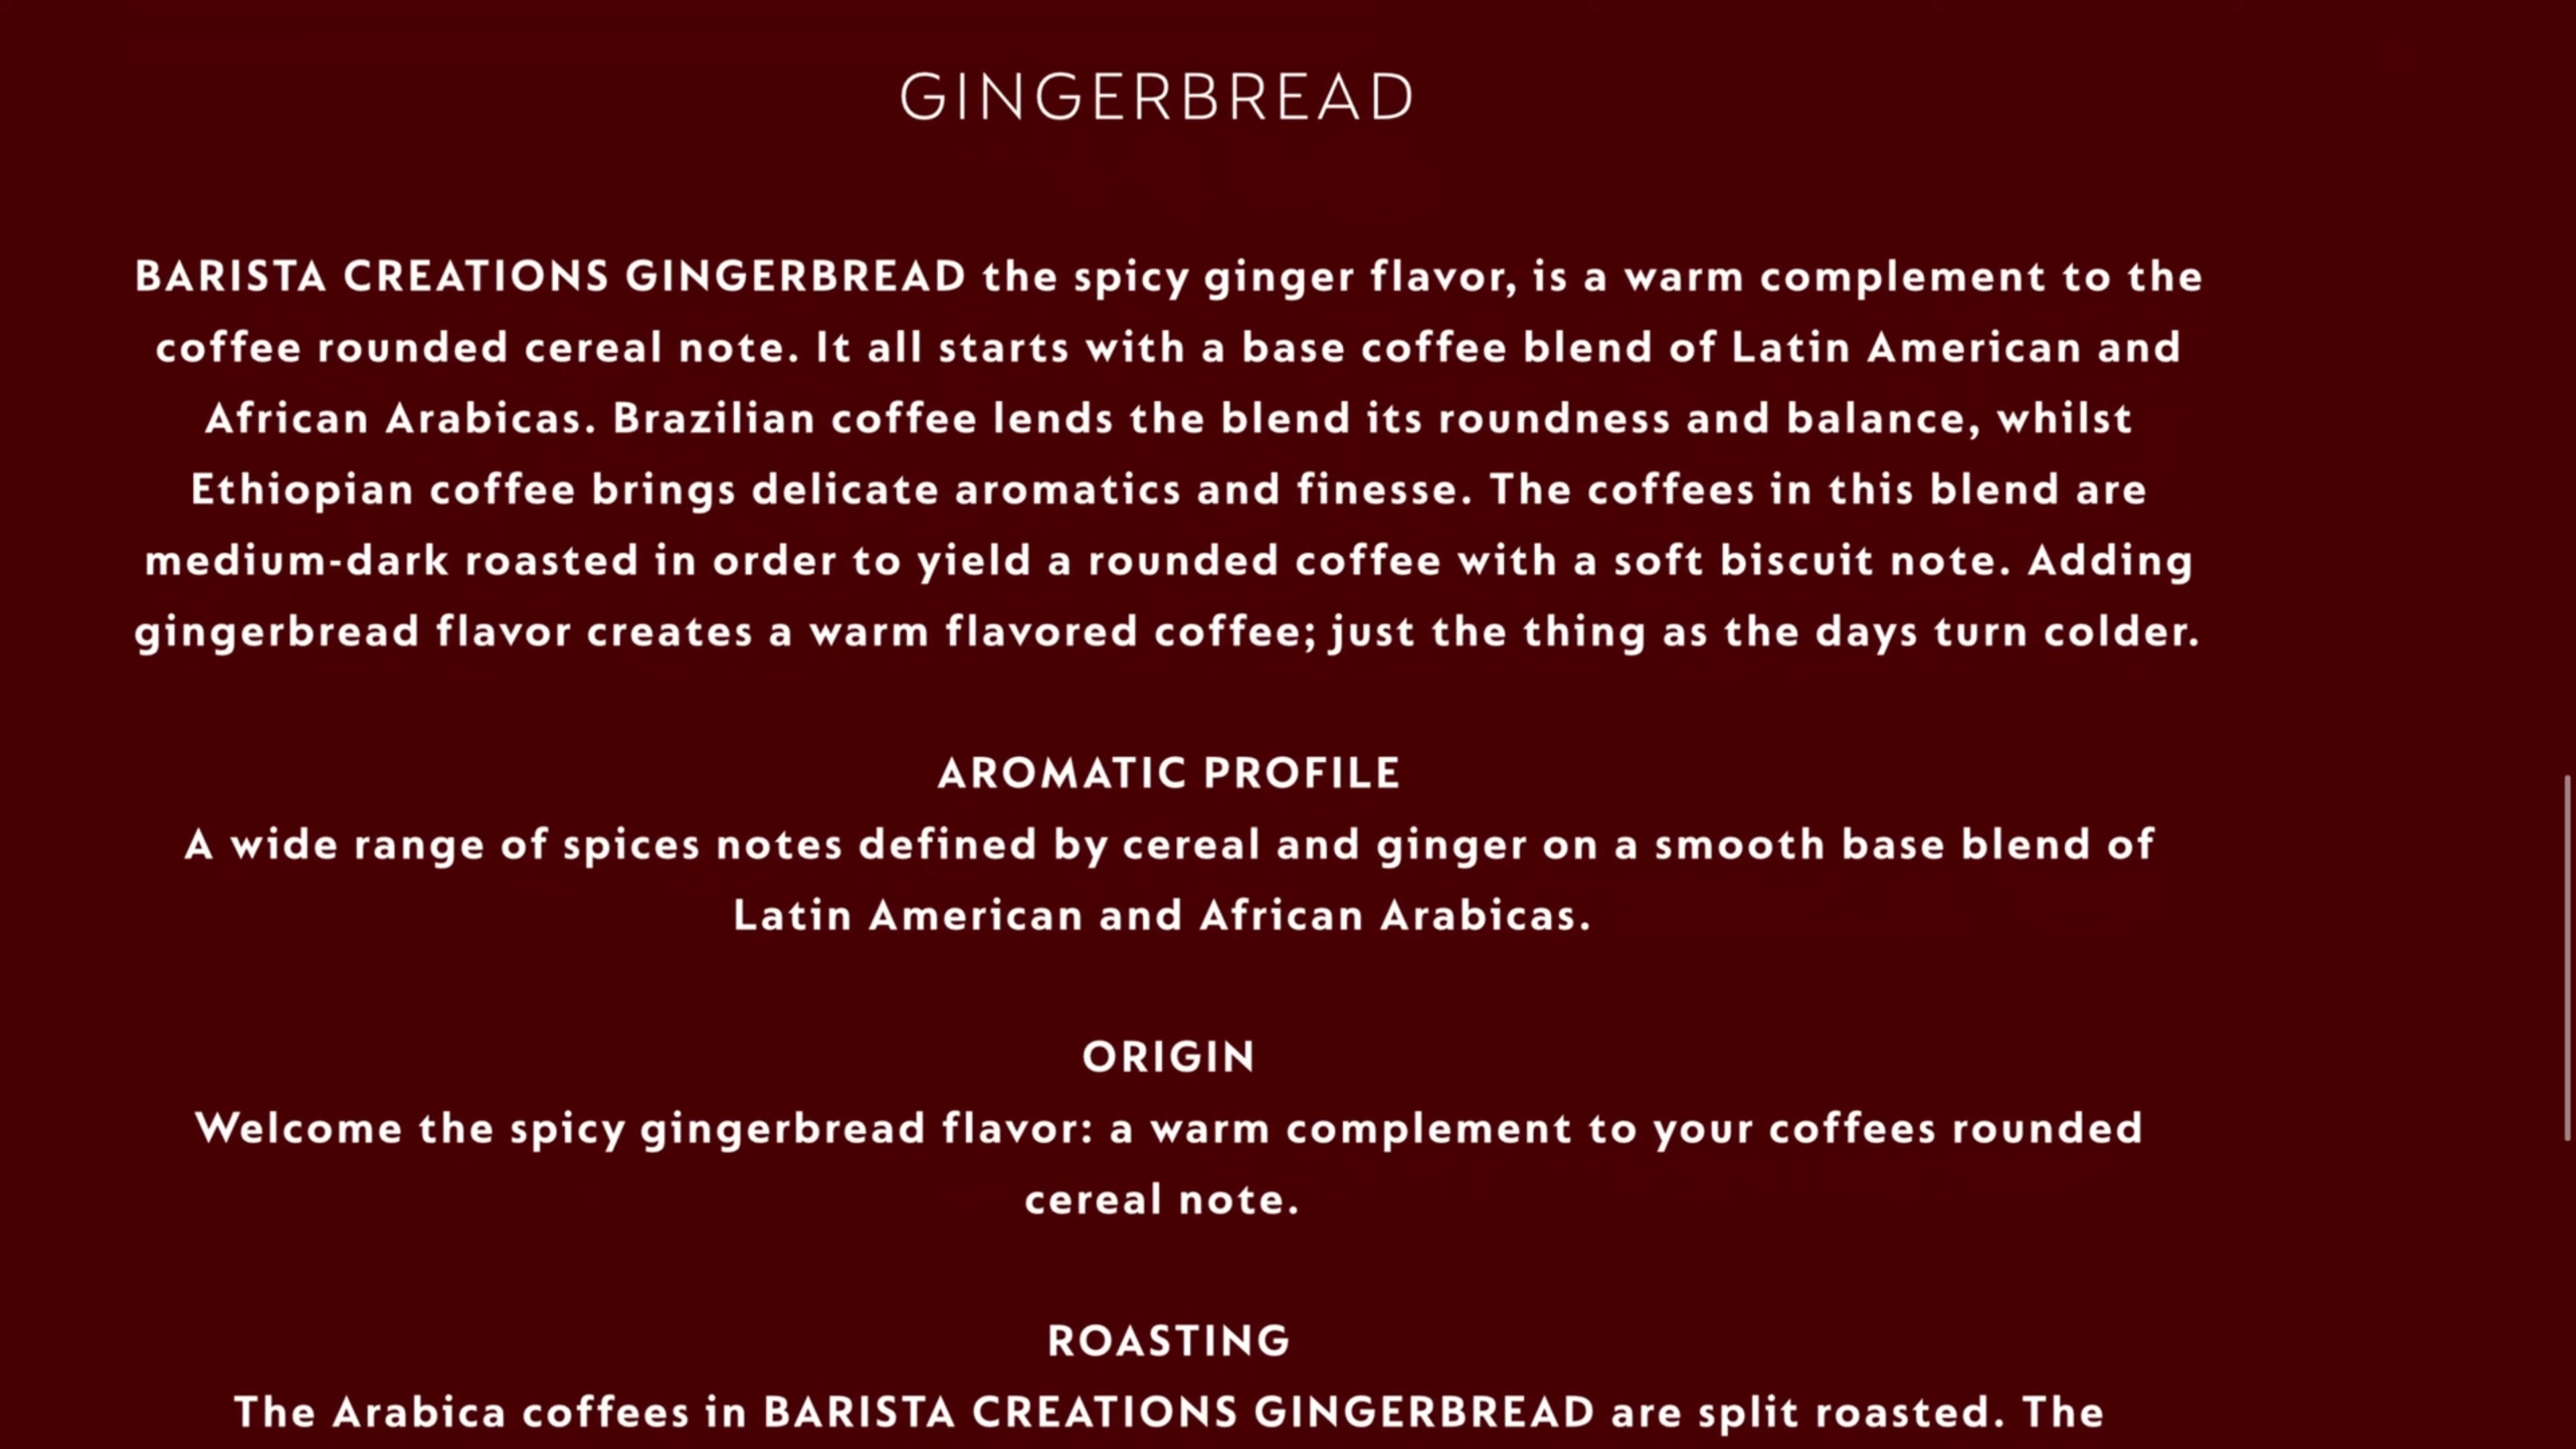 GINGERBREAD
BARISTA CREATIONS GINGERBREAD the spicy ginger flavor, is a warm complement to the
coffee rounded cereal note. It all starts with a base coffee blend of Latin American and
African Arabicas. Brazilian coffee lends the blend its roundness and balance, whilst
Ethiopian coffee brings delicate aromatics and finesse. The coffees in this blend are
medium-dark roasted in order to yield a rounded coffee with a soft biscuit note. Adding
gingerbread flavor creates a warm flavored coffee; just the thing as the days turn colder.
AROMATIC PROFILE
A wide range of spices notes defined by cereal and ginger on a smooth base blend of
Latin American and African Arabicas.
ORIGIN
Welcome the spicy gingerbread flavor: a warm complement to your coffees rounded
cereal note.
ROASTING
The Arabica coffees in BARISTA CREATIONS GINGERBREAD are split roasted. The